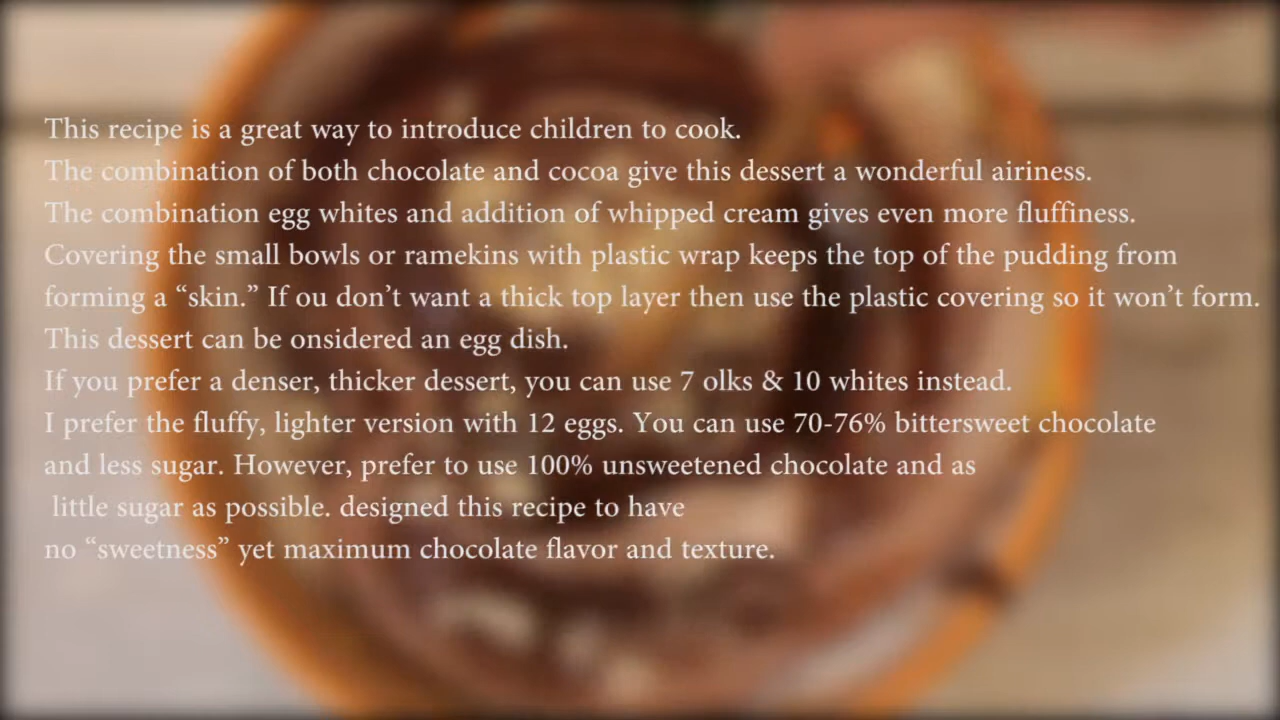 This recipe is a great way to introduce children to cook.
The combination of both chocolate and cocoa give this dessert a wonderful airiness.
The combination egg whites and addition of whipped cream gives even more fluffiness.
Covering the small bowls or ramekins with plastic wrap keeps the top of the pudding from
forming a “skin.” If ou don’t want a thick top layer then use the plastic covering so it won’t form.
This dessert can be onsidered an egg dish.
If you prefer a denser, thicker dessert, you can use 7 olks & 10 whites instead.
I prefer the fluffy, lighter version with 12 eggs. You can use 70-76% bittersweet chocolate
and less sugar. However, prefer to use 100% unsweetened chocolate and as
little sugar as possible. designed this recipe to have
no “sweetness” yet maximum chocolate flavor and texture.